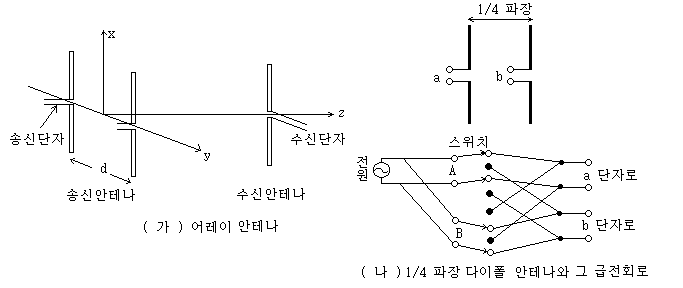 x
z
y
송신단자
수신단자
d
송신안테나
수신안테나
( 가 ) 어레이 안테나
1/4 파장
a
b
스위치
전원
A
B
a 단자로
b 단자로
( 나 ) 1/4 파장 다이폴 안테나와 그 급전회로